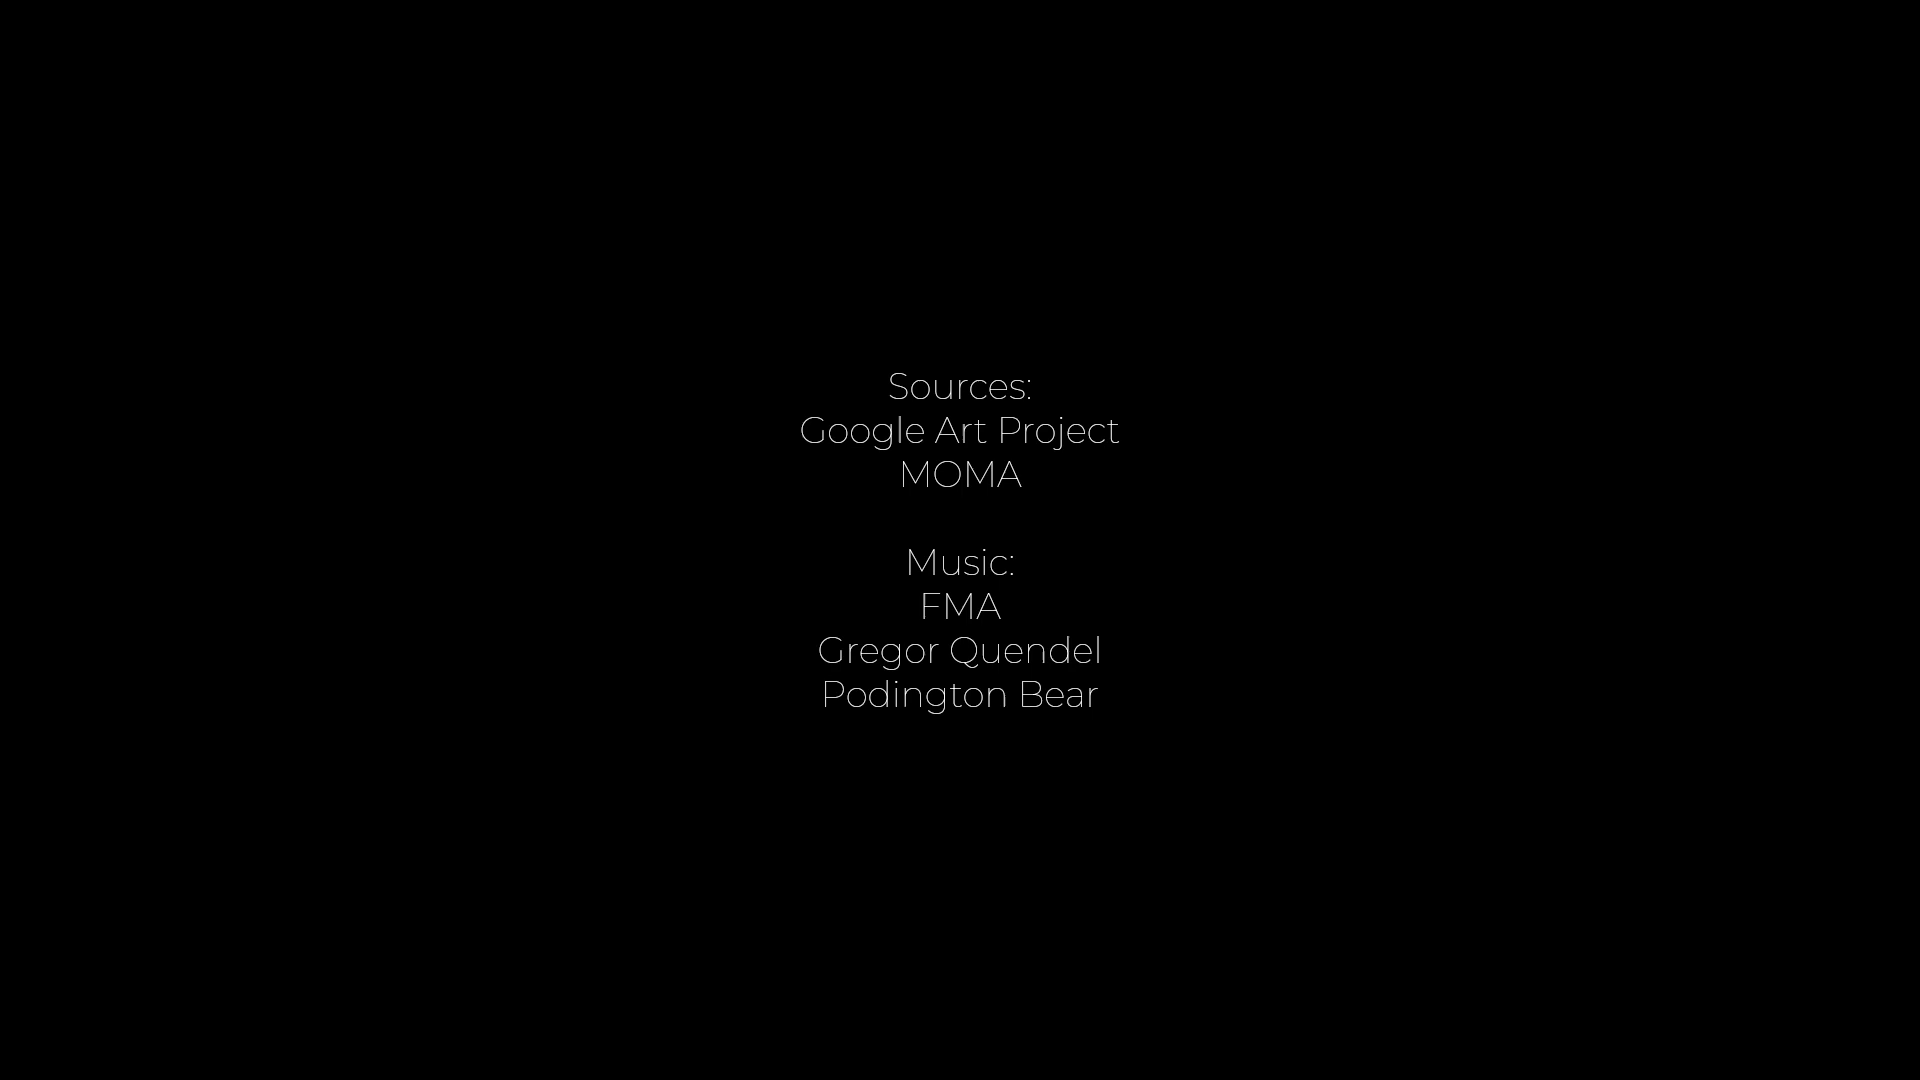 Sources:
Google Art Project
MOMA
Music:
FMA
Gregor Quendel
Podington Bear